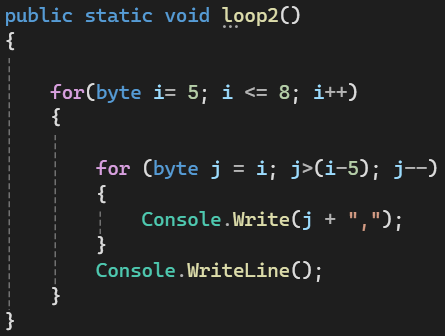 public static void loop2()
{
for(byte i= 5; i <= 8; i++)
{
for (byte j = i; j>(i-5); j--)
{
Console.Write(j + ",");
}
Console.WriteLine();
}
}